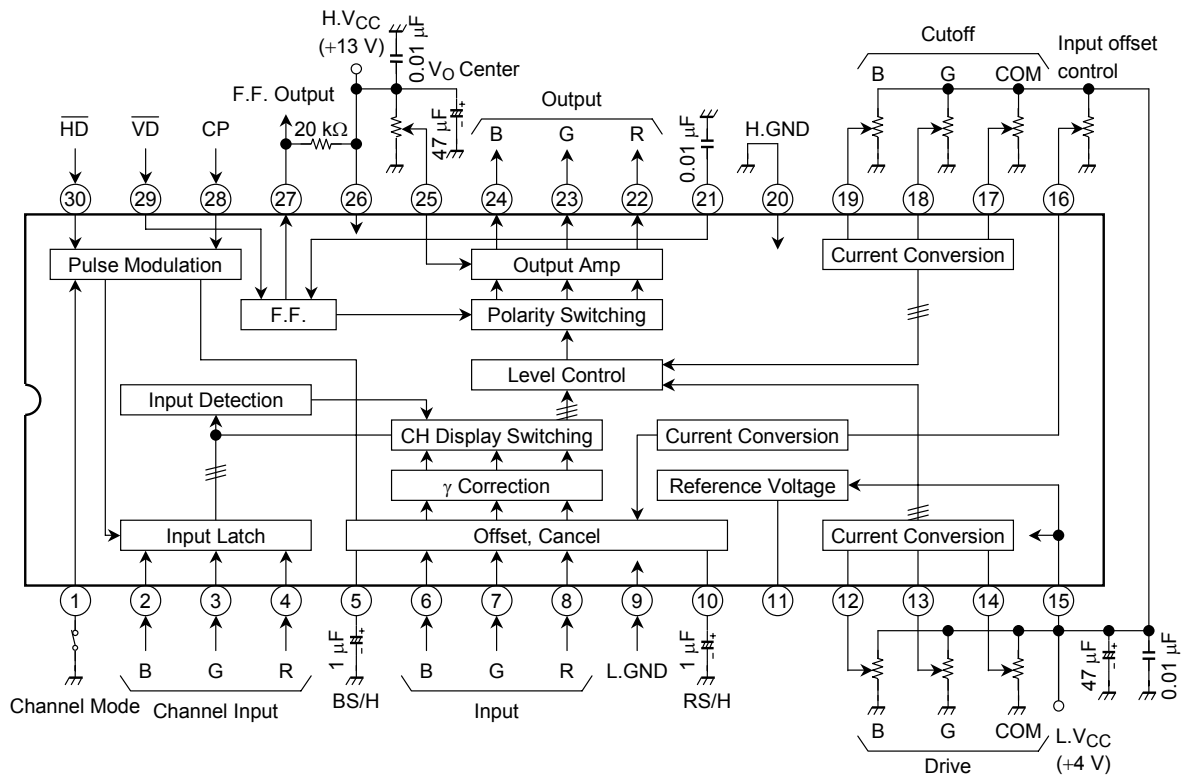 H.VCC
(+13 V)
0.01 μF
VO Center
47 μF
Cutoff
B G COM
Input offset
control
F.F. Output
20 kΩ
Output
B G R
0.01 μF
H.GND
HD VD CP
30 29 28 27 26 25 24 23 22 21 20 19 18 17 16
Pulse Modulation
Output Amp
Current Conversion
F.F.
Polarity Switching
Level Control
Input Detection
CH Display Switching
Current Conversion
γ Correction
Reference Voltage
Input Latch
Offset, Cancel
Current Conversion
1 2 3 4 5 6 7 8 9 10 11 12 13 14 15
1 μF
1 μF
47 μF
0.01 μF
B G R
BS/H
B G R
L.GND
RS/H
Channel Mode
Channel Input
Input
B G COM
Drive
L.VCC
(+4 V)